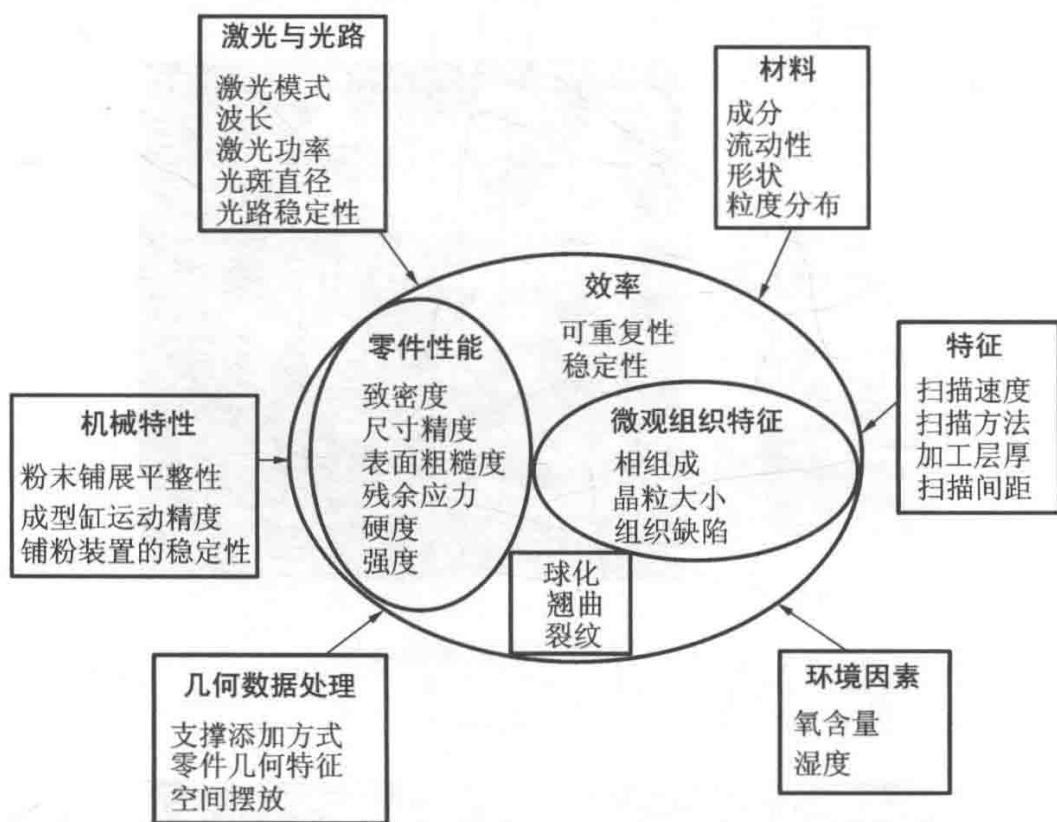 激光与光路
激光模式
波长
激光功率
光斑直径
光路稳定性
材料
成分
流动性
形状
粒度分布
效率
可重复性
稳定性
零件性能
致密度
尺寸精度
表面粗糙度
残余应力
硬度
强度
微观组织特征
相组成
晶粒大小
组织缺陷
特征
扫描速度
扫描方法
加工层厚
扫描间距
机械特性
粉末铺展平整性
成型缸运动精度
铺粉装置的稳定性
球化
翘曲
裂纹
几何数据处理
支撑添加方式
零件几何特征
空间摆放
环境因素
氧含量
湿度